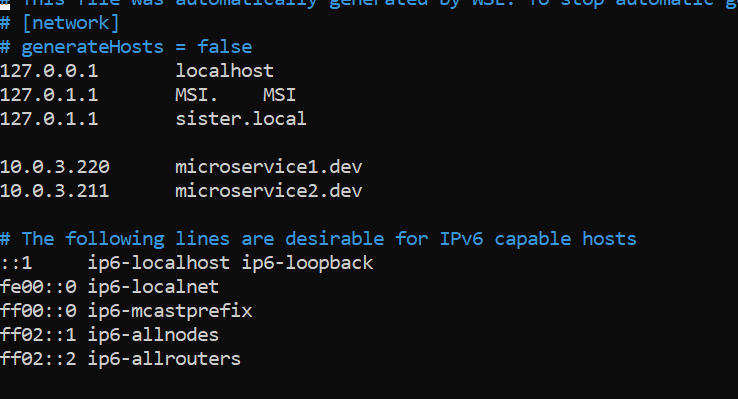 # This file was automatically generated by WSL. To stop automatic g
# [network]
# generateHosts = false
127.0.0.1 localhost
127.0.1.1 MSI. MSI
127.0.1.1 sister.local
10.0.3.220 microservice1.dev
10.0.3.211 microservice2.dev
# The following lines are desirable for IPv6 capable hosts
::1 ip6-localhost ip6-loopback
fe00::0 ip6-localnet
ff00::0 ip6-mcastprefix
ff02::1 ip6-allnodes
ff02::2 ip6-allrouters